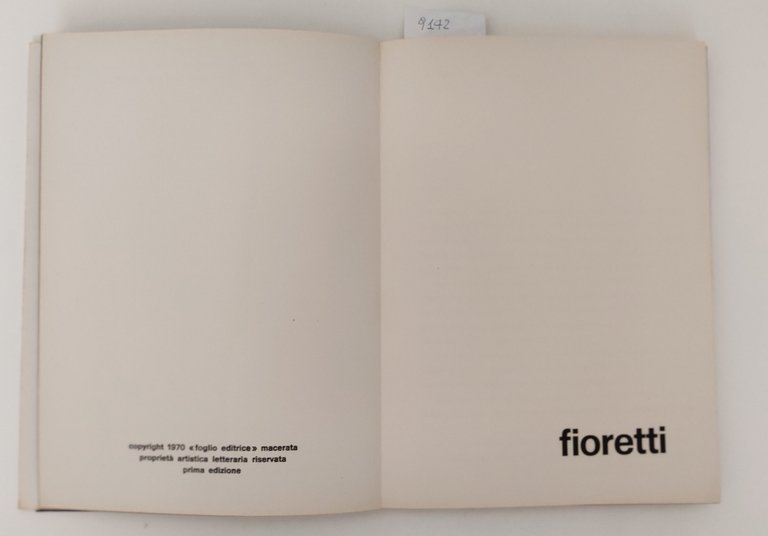 9142
copyright 1970 «foglio editrice» macerata
proprietà artistica letteraria riservata
prima edizione
fioretti